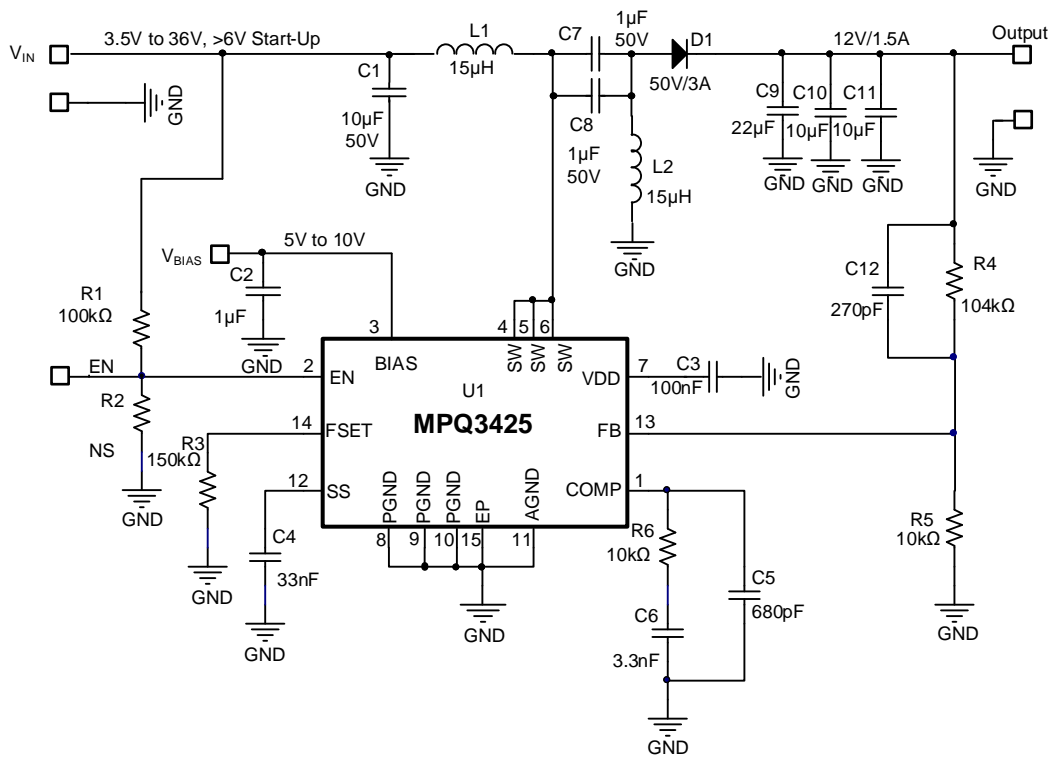 V_IN
3.5V to 36V, >6V Start-Up
GND
C1
10µF
50V
GND
L1
15µH
C7
1µF
50V
C8
1µF
50V
D1
50V/3A
L2
15µH
GND
12V/1.5A
Output
C9
22µF
GND
C10
10µF
GND
C11
10µF
GND
GND
V_BIAS
5V to 10V
C2
1µF
GND
R1
100kΩ
EN
R2
NS
GND
R3
150kΩ
GND
C4
33nF
GND
3
BIAS
4
SW
5
SW
6
SW
2
EN
14
FSET
12
SS
U1
MPQ3425
7
VDD
13
FB
1
COMP
PGND
8
PGND
9
PGND
10
EP
15
AGND
11
GND
C3
100nF
GND
C12
270pF
R4
104kΩ
R5
10kΩ
GND
R6
10kΩ
C6
3.3nF
C5
680pF
GND